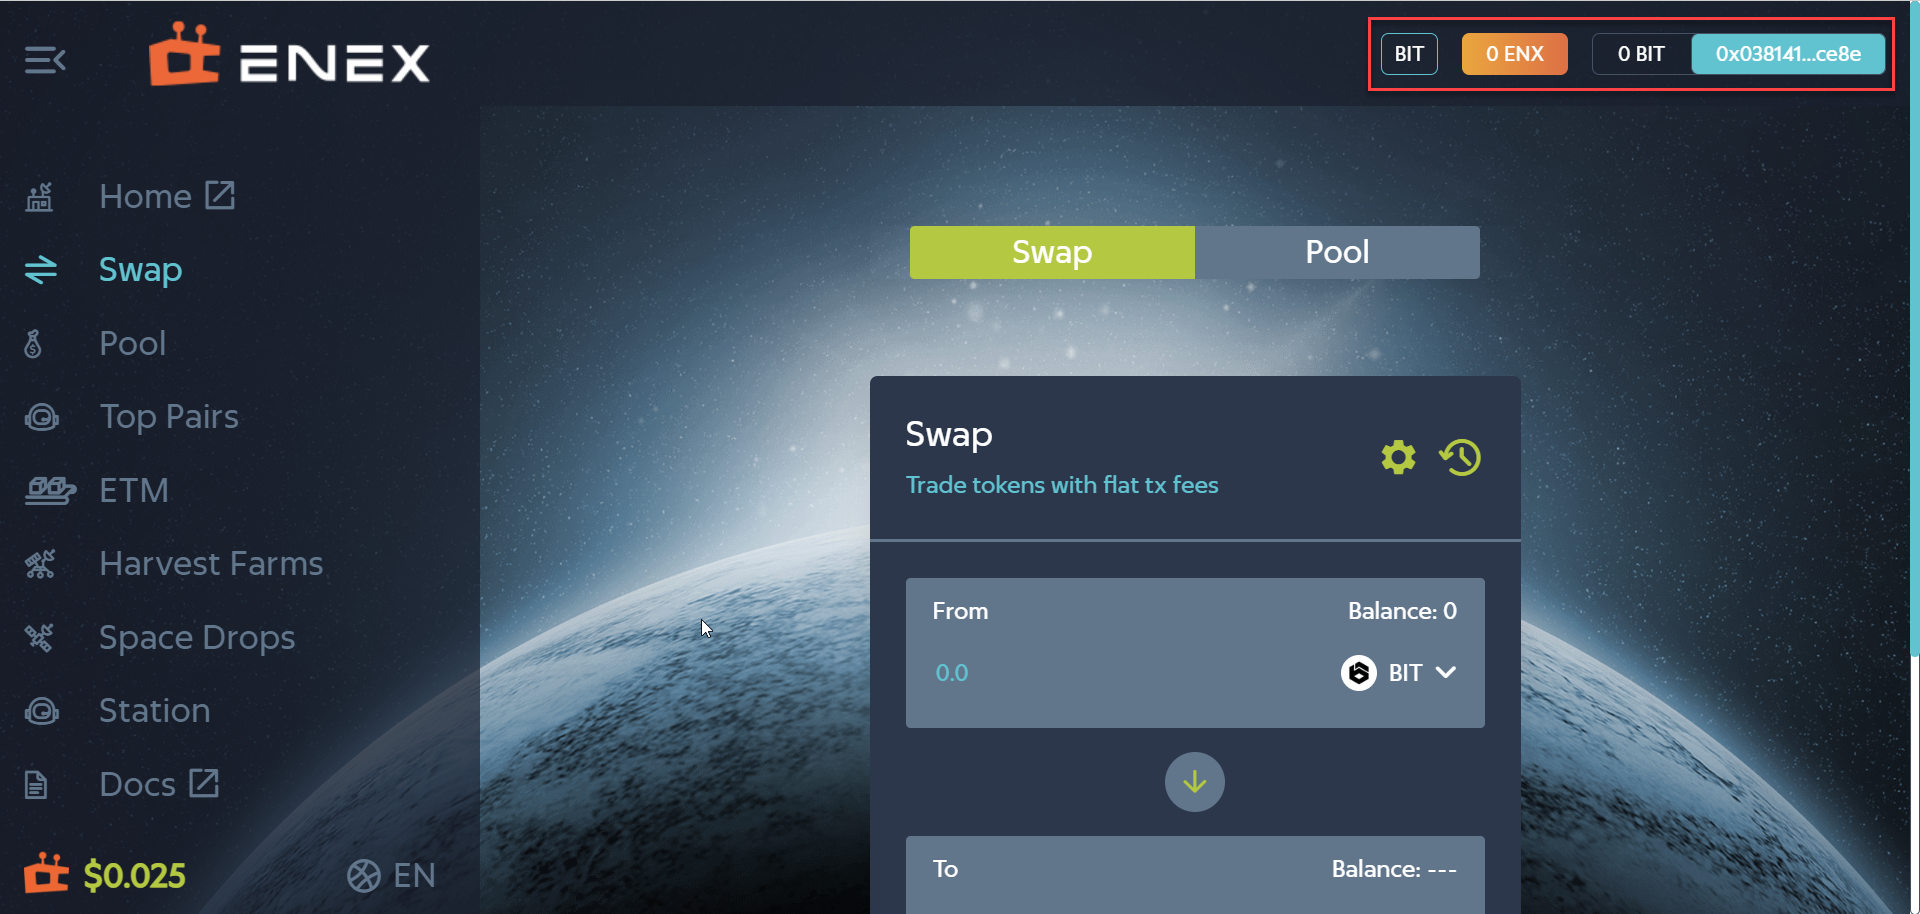 ENEX
BIT
0 ENX
0 BIT
0x038141...ce8e
Home
Swap
Pool
Top Pairs
ETM
Harvest Farms
Space Drops
Station
Docs
$0.025
EN
Swap
Pool
Swap
Trade tokens with flat tx fees
From
Balance: 0
0.0
BIT
To
Balance: ---